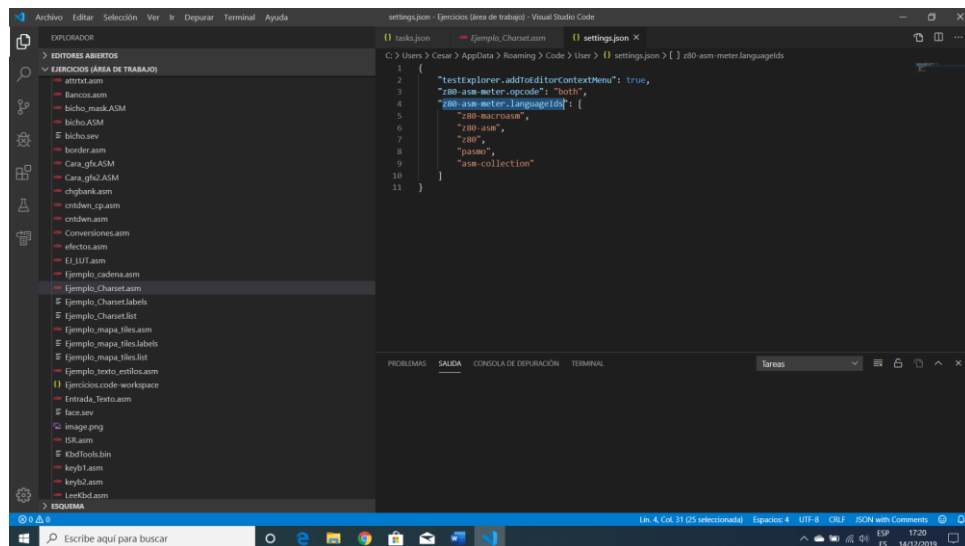 Archivo Editar Selección Ver Ir Depurar Terminal Ayuda
settings.json - Ejercicios (área de trabajo) - Visual Studio Code
EXPLORADOR
EDITORES ABIERTOS
EJERCICIOS (ÁREA DE TRABAJO)
attrtxt.asm
Bancos.asm
bicho_mask.ASM
bicho.ASM
bicho.sev
border.asm
Cara_gfx.ASM
Cara_gfx2.ASM
chgbank.asm
cntdwn_cp.asm
cntdwn.asm
Conversiones.asm
efectos.asm
EJ_LUT.asm
Ejemplo_cadena.asm
Ejemplo_Charset.asm
Ejemplo_Charset.labels
Ejemplo_Charset.list
Ejemplo_mapa_tiles.asm
Ejemplo_mapa_tiles.labels
Ejemplo_mapa_tiles.list
Ejemplo_texto_estilos.asm
Ejercicios.code-workspace
Entrada_Texto.asm
face.sev
image.png
ISR.asm
KbdTools.bin
keyb1.asm
keyb2.asm
LeeKbd.asm
ESQUEMA
tasks.json Ejemplo_Charset.asm {} settings.json ×
C: > Users > Cesar > AppData > Roaming > Code > User > {} settings.json > [ ] z80-asm-meter.languageIds
1 {
2 "testExplorer.addToEditorContextMenu": true,
3 "z80-asm-meter.opcode": "both",
4 "z80-asm-meter.languageIds": [
5 "z80-macroasm",
6 "z80-asm",
7 "z80",
8 "pasmo",
9 "asm-collection"
10 ]
11 }
PROBLEMAS SALIDA CONSOLA DE DEPURACIÓN TERMINAL
Tareas
0 0
Lín. 4, Col. 31 (25 seleccionada) Espacios: 4 UTF-8 CRLF JSON with Comments
Escribe aquí para buscar
ESP 17:20
ES 14/12/2019